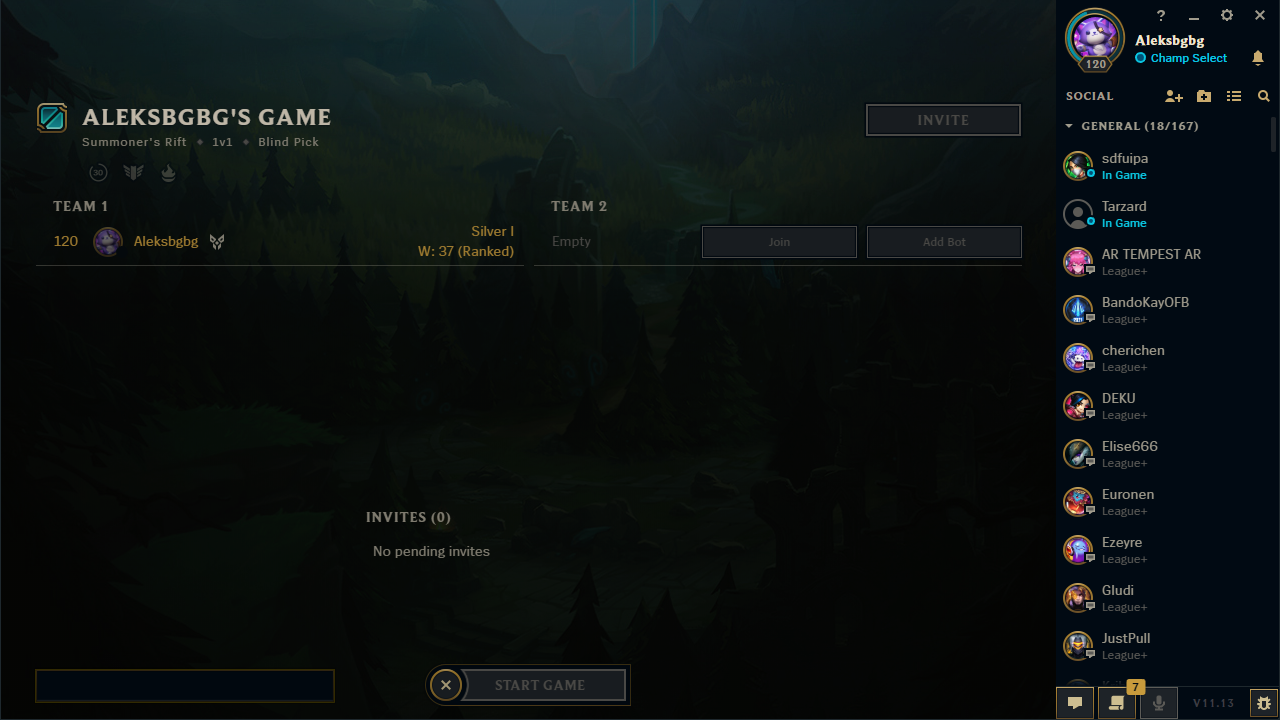 ?
Aleksbgbg
Champ Select
120
SOCIAL
GENERAL (18/167)
sdfuipa
In Game
Tarzard
In Game
AR TEMPEST AR
League+
BandoKayOFB
League+
cherichen
League+
DEKU
League+
Elise666
League+
Euronen
League+
Ezeyre
League+
Gludi
League+
JustPull
League+
7
V11.13
ALEKSBGBG'S GAME
Summoner's Rift • 1v1 • Blind Pick
INVITE
30
TEAM 1
120 Aleksbgbg
Silver I
W: 37 (Ranked)
TEAM 2
Empty
Join
Add Bot
INVITES (0)
No pending invites
START GAME